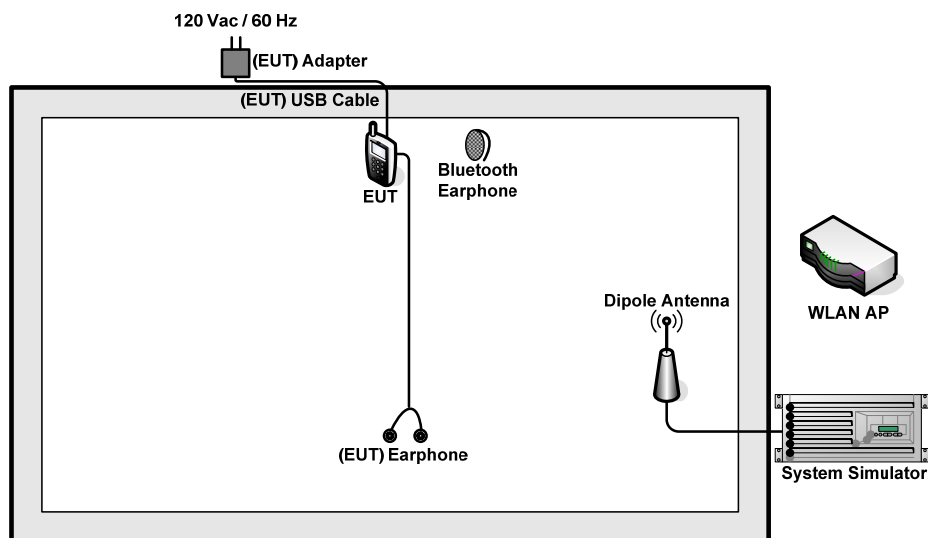 120 Vac / 60 Hz
(EUT) Adapter
(EUT) USB Cable
EUT
Bluetooth
Earphone
WLAN AP
Dipole Antenna
(EUT) Earphone
System Simulator